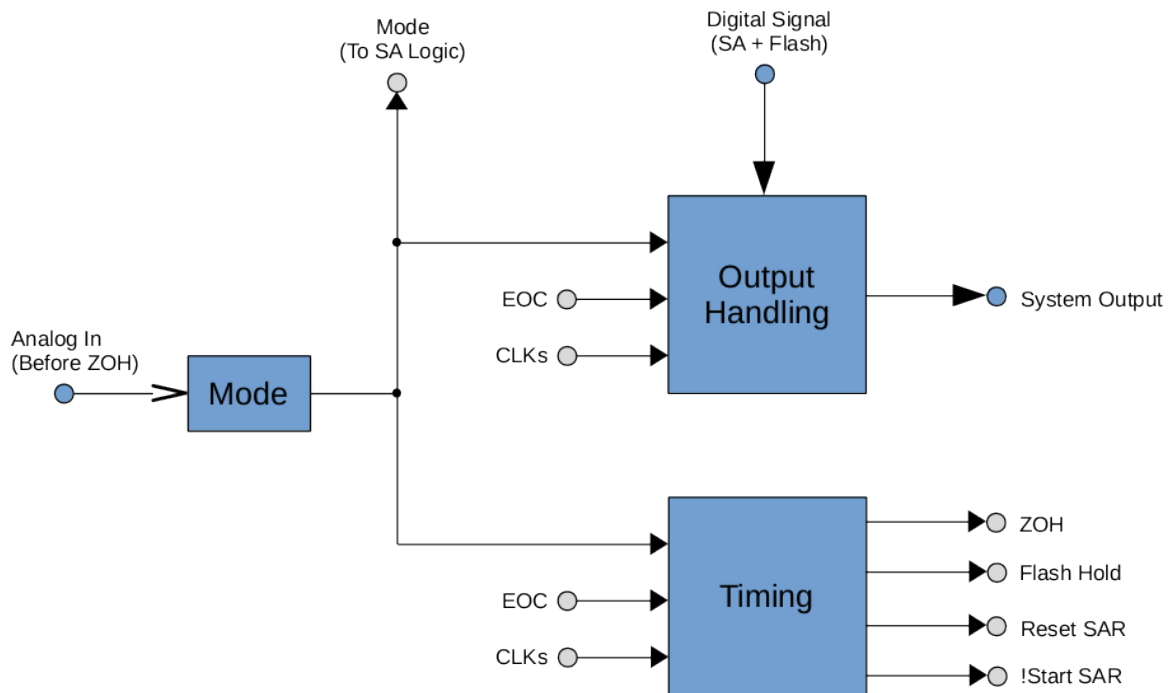 Mode
(To SA Logic)
Digital Signal
(SA + Flash)
Output
Handling
EOC
CLKs
System Output
Analog In
(Before ZOH)
Mode
Timing
EOC
CLKs
ZOH
Flash Hold
Reset SAR
!Start SAR